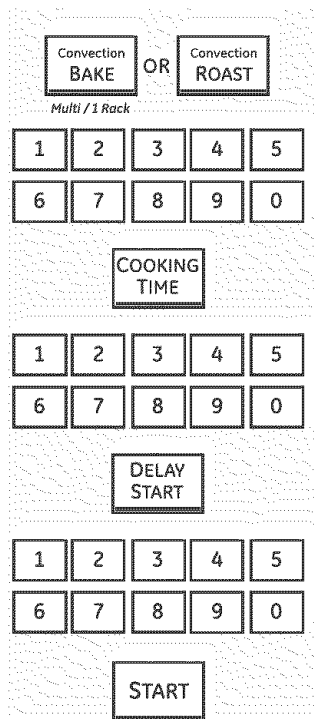 Convection Convection
BAKE OR ROAST
Multi / 1 Rack
1 2 3 4 5
6 7 8 9 0
COOKING
TIME
1 2 3 4 5
6 7 8 9 0
DELAY
START
1 2 3 4 5
6 7 8 9 0
START